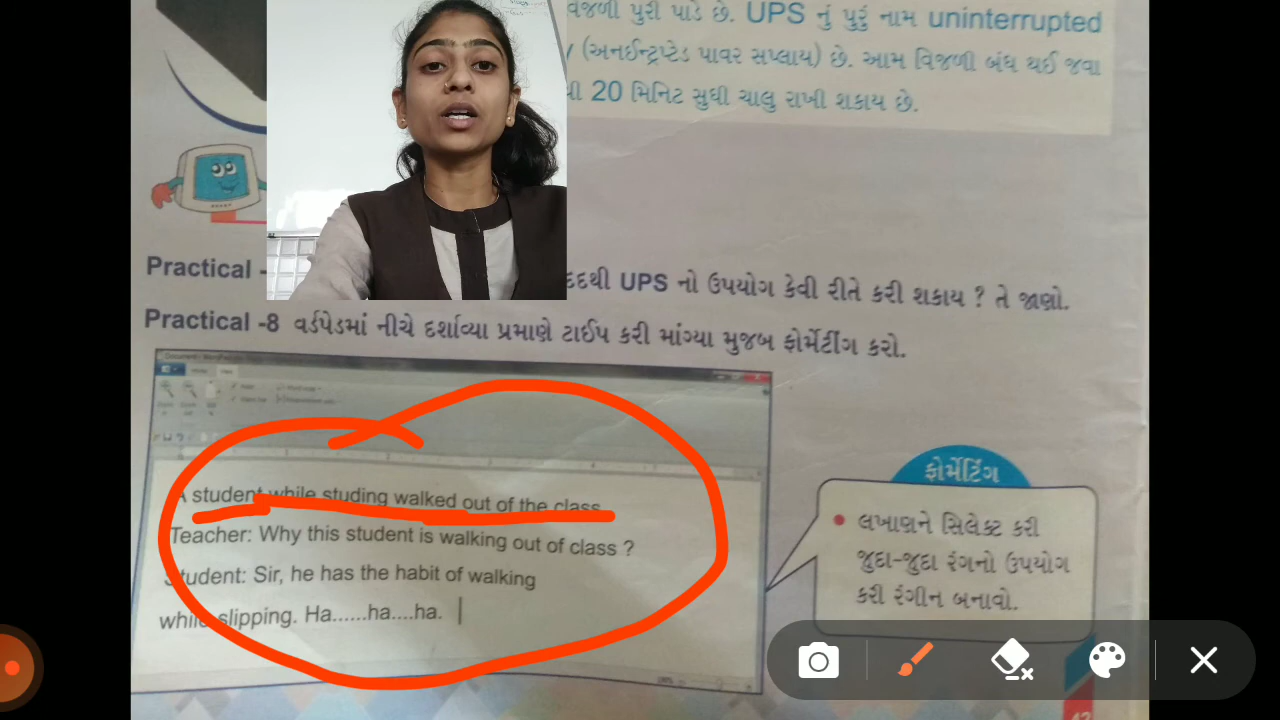 વિજળી પુરી પાડે છે. UPS નું પુરું નામ uninterrupted
(અનઈન્ટ્રપ્ટેડ પાવર સપ્લાય) છે. આમ વિજળી બંધ થઈ જવા
20 મિનિટ સુધી ચાલુ રાખી શકાય છે.
Practical -
UPS નો ઉપયોગ કેવી રીતે કરી શકાય ? તે જાણો.
Practical -8 વર્ડપેડમાં નીચે દર્શાવ્યા પ્રમાણે ટાઈપ કરી માંગ્યા મુજબ ફોર્મેર્ટીંગ કરો.
A student while studing walked out of the class
Teacher: Why this student is walking out of class ?
Student: Sir, he has the habit of walking
while slipping. Ha......ha....ha.
ફોર્મેર્ટિંગ
લખાણને સિલેક્ટ કરી
જુદા-જુદા રંગનો ઉપયોગ
કરી રંગીન બનાવો.